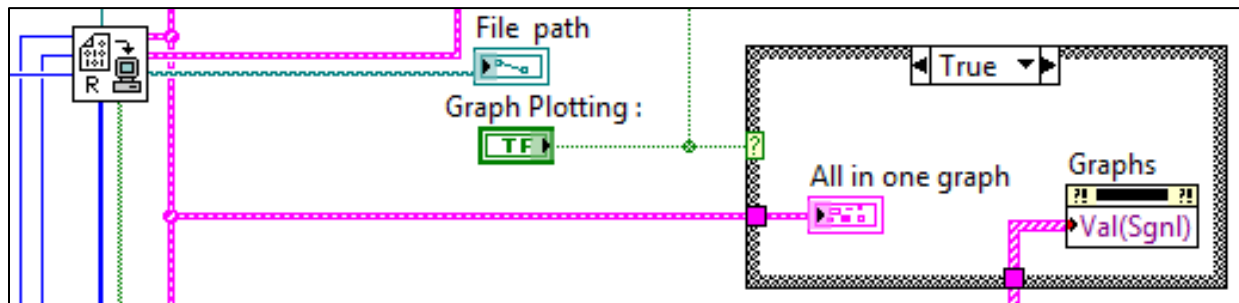 File path
R
True
Graph Plotting :
TF
?
All in one graph
Graphs
?! ?!
Val(Sgnl)